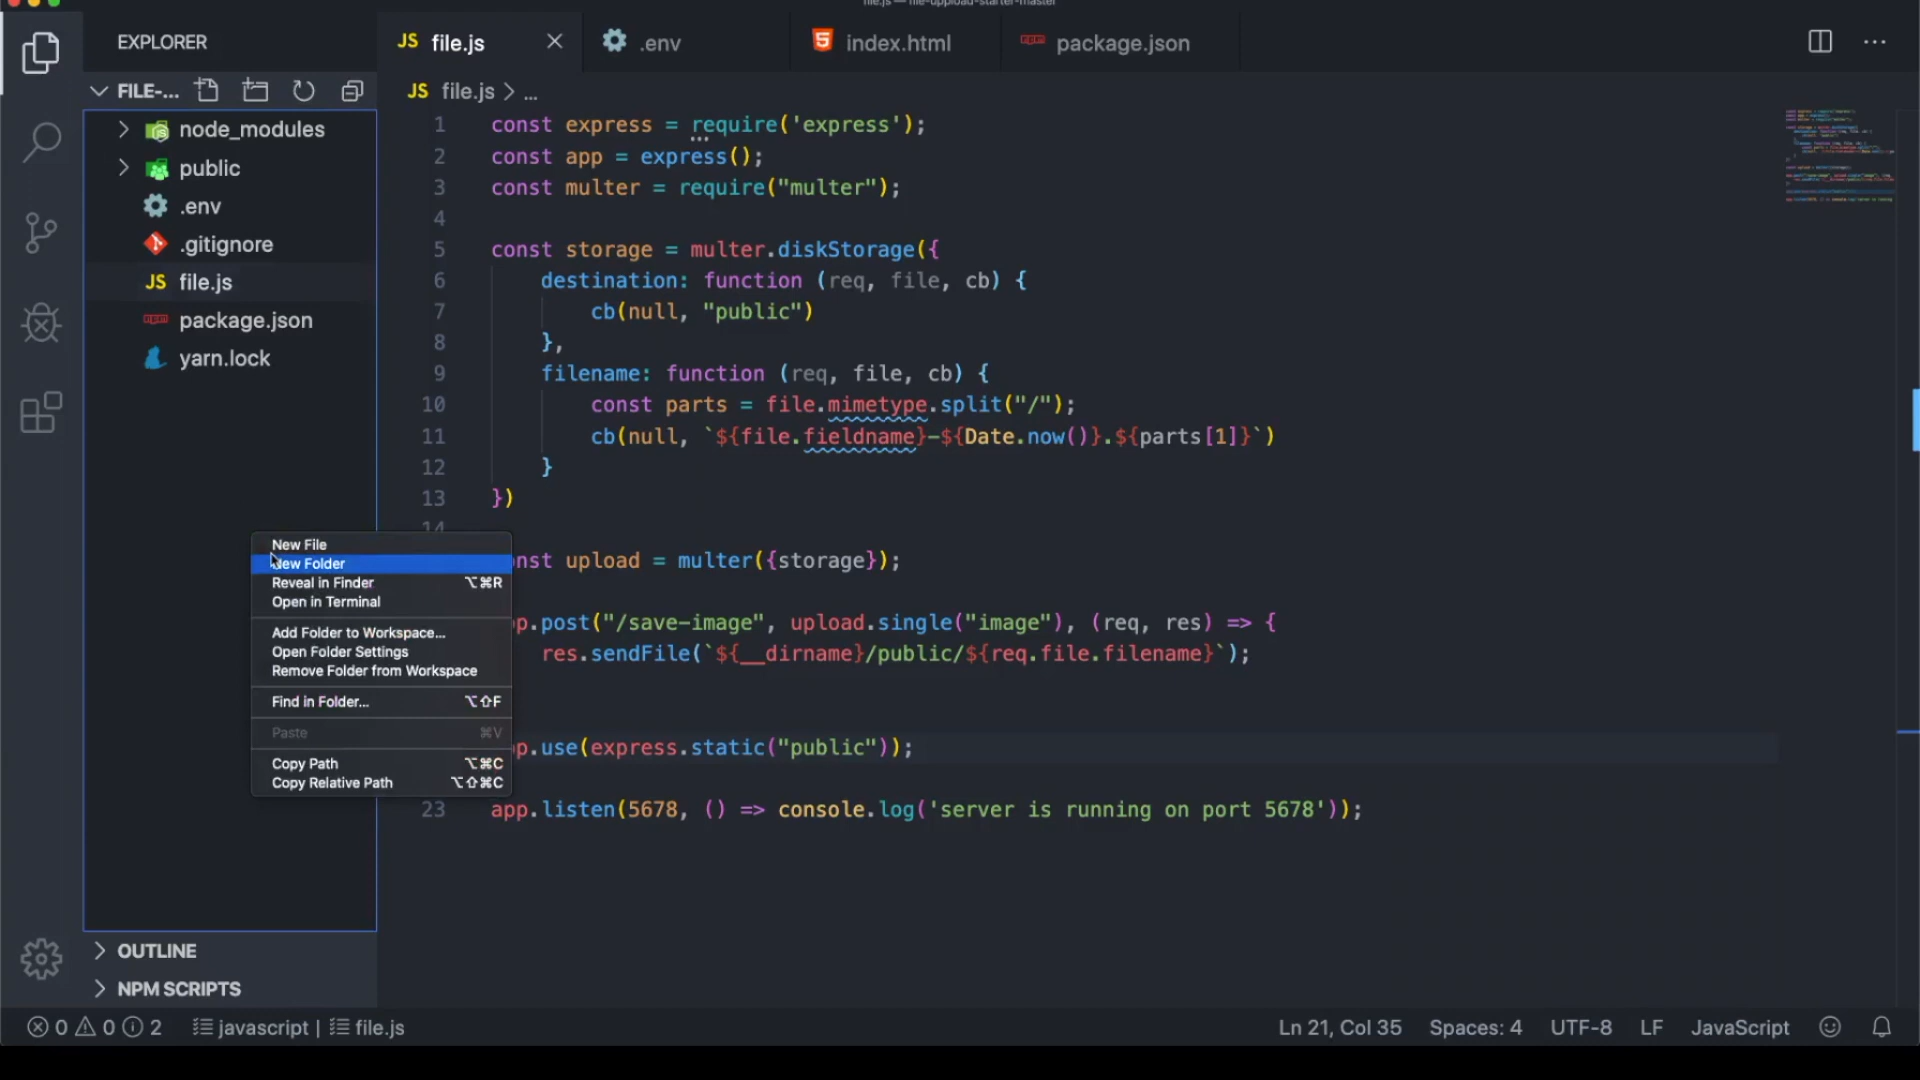 file.js — file-uppload-starter-master
EXPLORER
JS file.js
.env
index.html
package.json
FILE-...
JS file.js > ...
node_modules
public
.env
.gitignore
JS file.js
package.json
yarn.lock
1 const express = require('express');
2 const app = express();
3 const multer = require("multer");
4
5 const storage = multer.diskStorage({
6 destination: function (req, file, cb) {
7 cb(null, "public")
8 },
9 filename: function (req, file, cb) {
10 const parts = file.mimetype.split("/");
11 cb(null, `${file.fieldname}-${Date.now()}.${parts[1]}`)
12 }
13 })
14
nst upload = multer({storage});
p.post("/save-image", upload.single("image"), (req, res) => {
res.sendFile(`${__dirname}/public/${req.file.filename}`);
p.use(express.static("public"));
23 app.listen(5678, () => console.log('server is running on port 5678'));
New File
New Folder
Reveal in Finder ⌥⌘R
Open in Terminal
Add Folder to Workspace...
Open Folder Settings
Remove Folder from Workspace
Find in Folder... ⌥⇧F
Paste ⌘V
Copy Path ⌥⌘C
Copy Relative Path ⌥⇧⌘C
OUTLINE
NPM SCRIPTS
0 0 2 javascript | file.js
Ln 21, Col 35 Spaces: 4 UTF-8 LF JavaScript